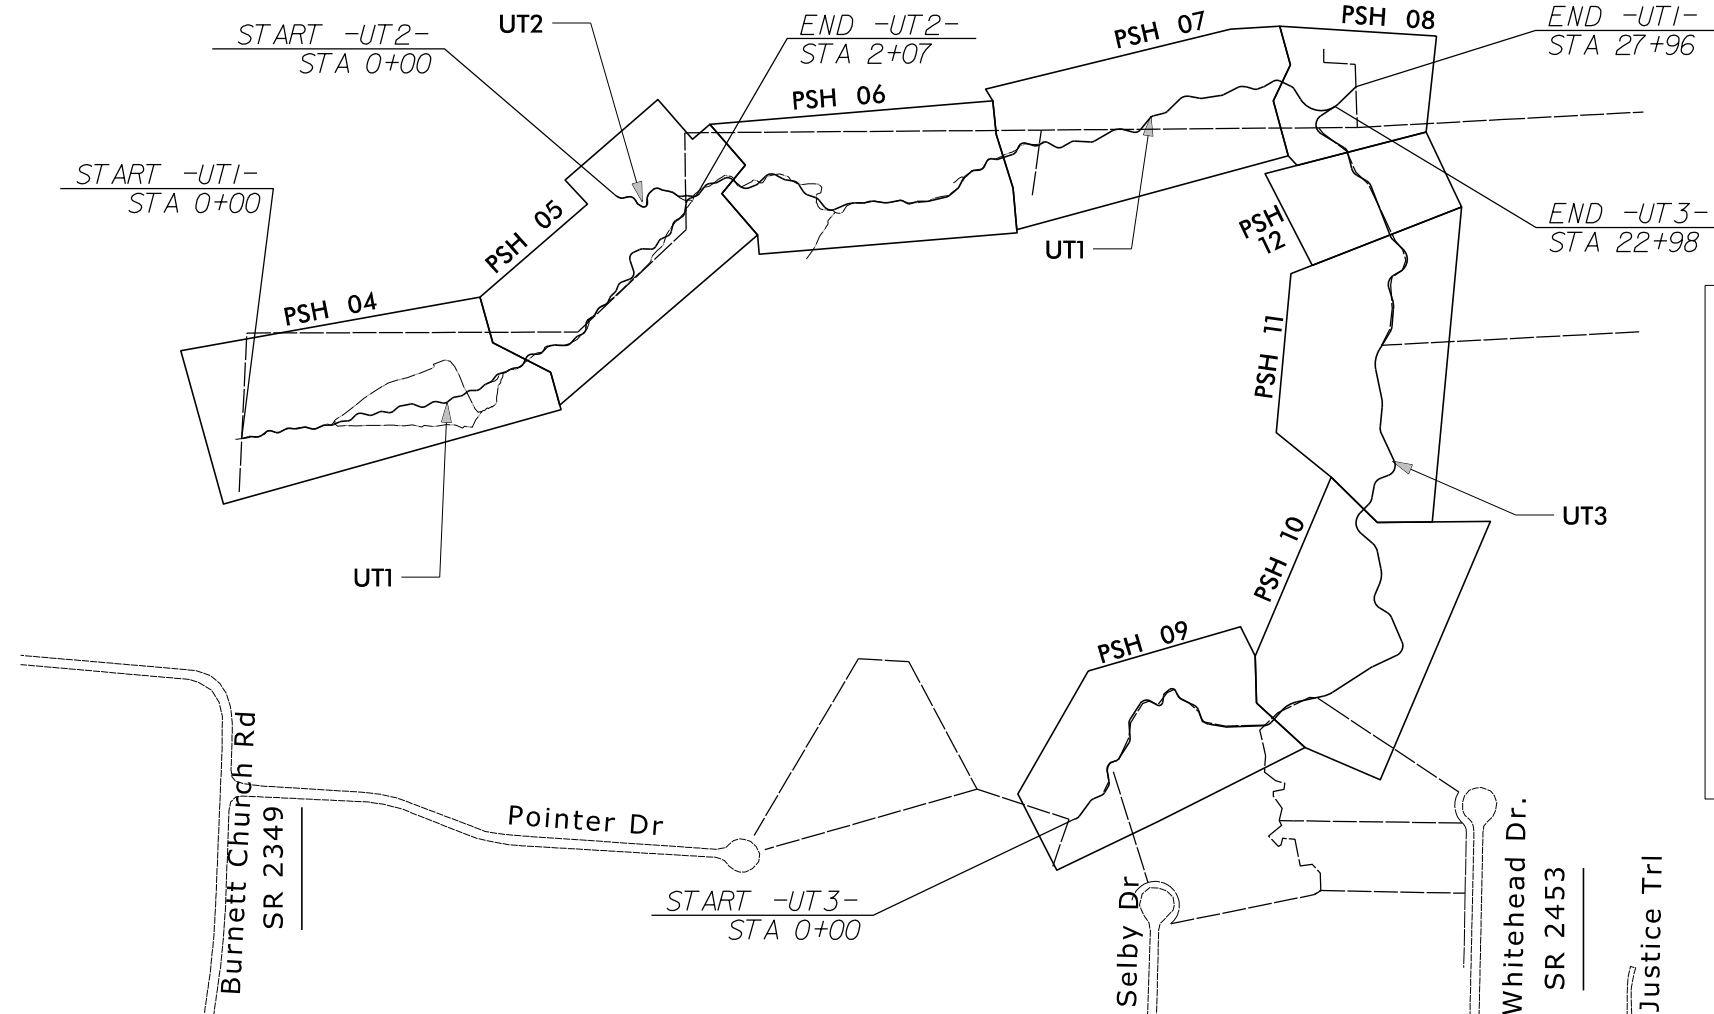 UT2
START -UT2-
STA 0+00
END -UT2-
STA 2+07
PSH 07
PSH 08
END -UT1-
STA 27+96
PSH 06
START -UT1-
STA 0+00
PSH 05
UT1
PSH
12
END -UT3-
STA 22+98
PSH 04
PSH 11
UT3
UT1
PSH 10
PSH 09
Burnett Church Rd
SR 2349
Pointer Dr
START -UT3-
STA 0+00
Selby Dr
Whitehead Dr.
SR 2453
Justice Trl